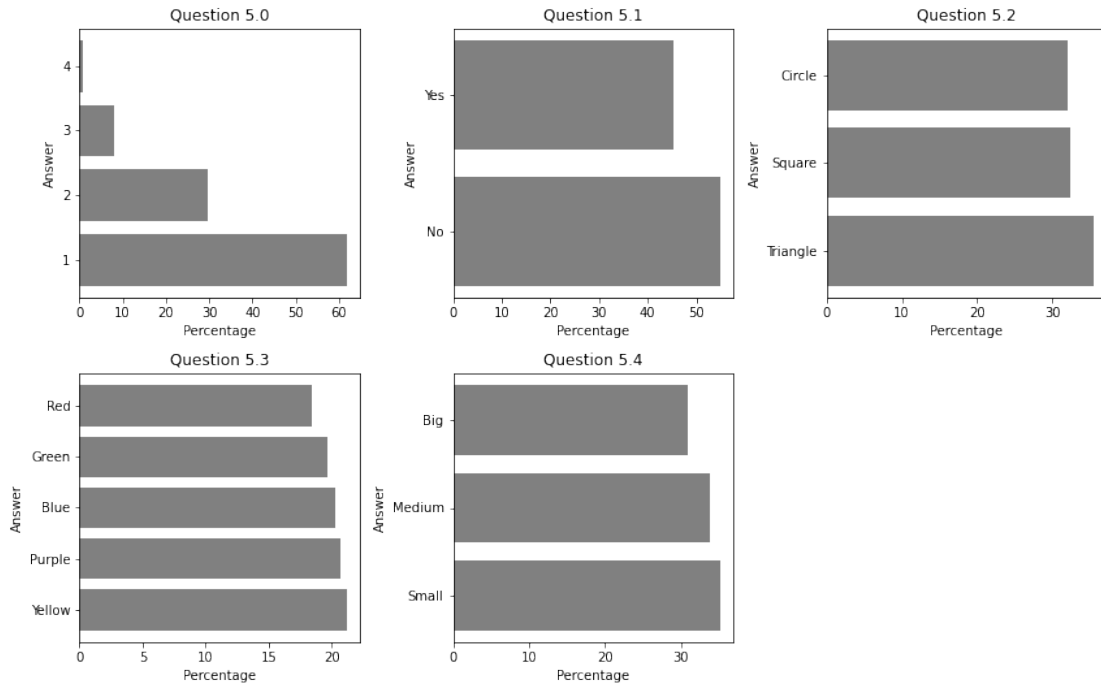 Question 5.0
Answer
4
3
2
1
0 10 20 30 40 50 60
Percentage
Question 5.1
Answer
Yes
No
0 10 20 30 40 50
Percentage
Question 5.2
Answer
Circle
Square
Triangle
0 10 20 30
Percentage
Question 5.3
Answer
Red
Green
Blue
Purple
Yellow
0 5 10 15 20
Percentage
Question 5.4
Answer
Big
Medium
Small
0 10 20 30
Percentage